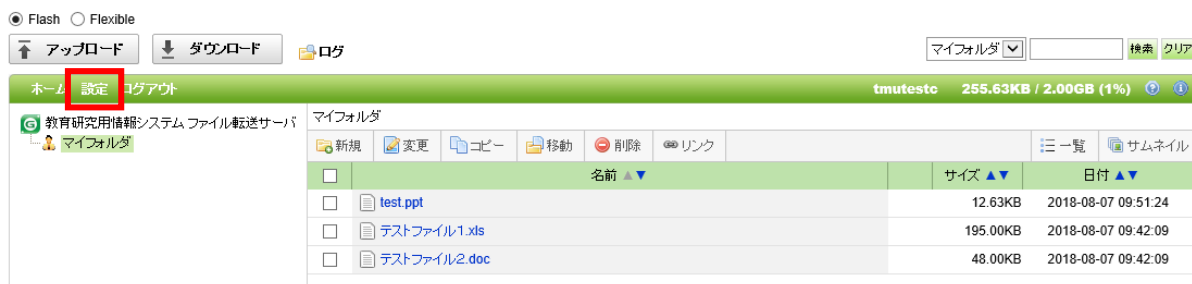 Flash Flexible
アップロード ダウンロード ログ マイフォルダ 検索 クリア
ホーム 設定 ログアウト tmutestc 255.63KB / 2.00GB (1%)
教育研究用情報システム ファイル転送サーバ マイフォルダ
マイフォルダ
新規 変更 コピー 移動 削除 リンク 一覧 サムネイル
名前 ▲▼ サイズ ▲▼ 日付 ▲▼
test.ppt 12.63KB 2018-08-07 09:51:24
テストファイル1.xls 195.00KB 2018-08-07 09:42:09
テストファイル2.doc 48.00KB 2018-08-07 09:42:09